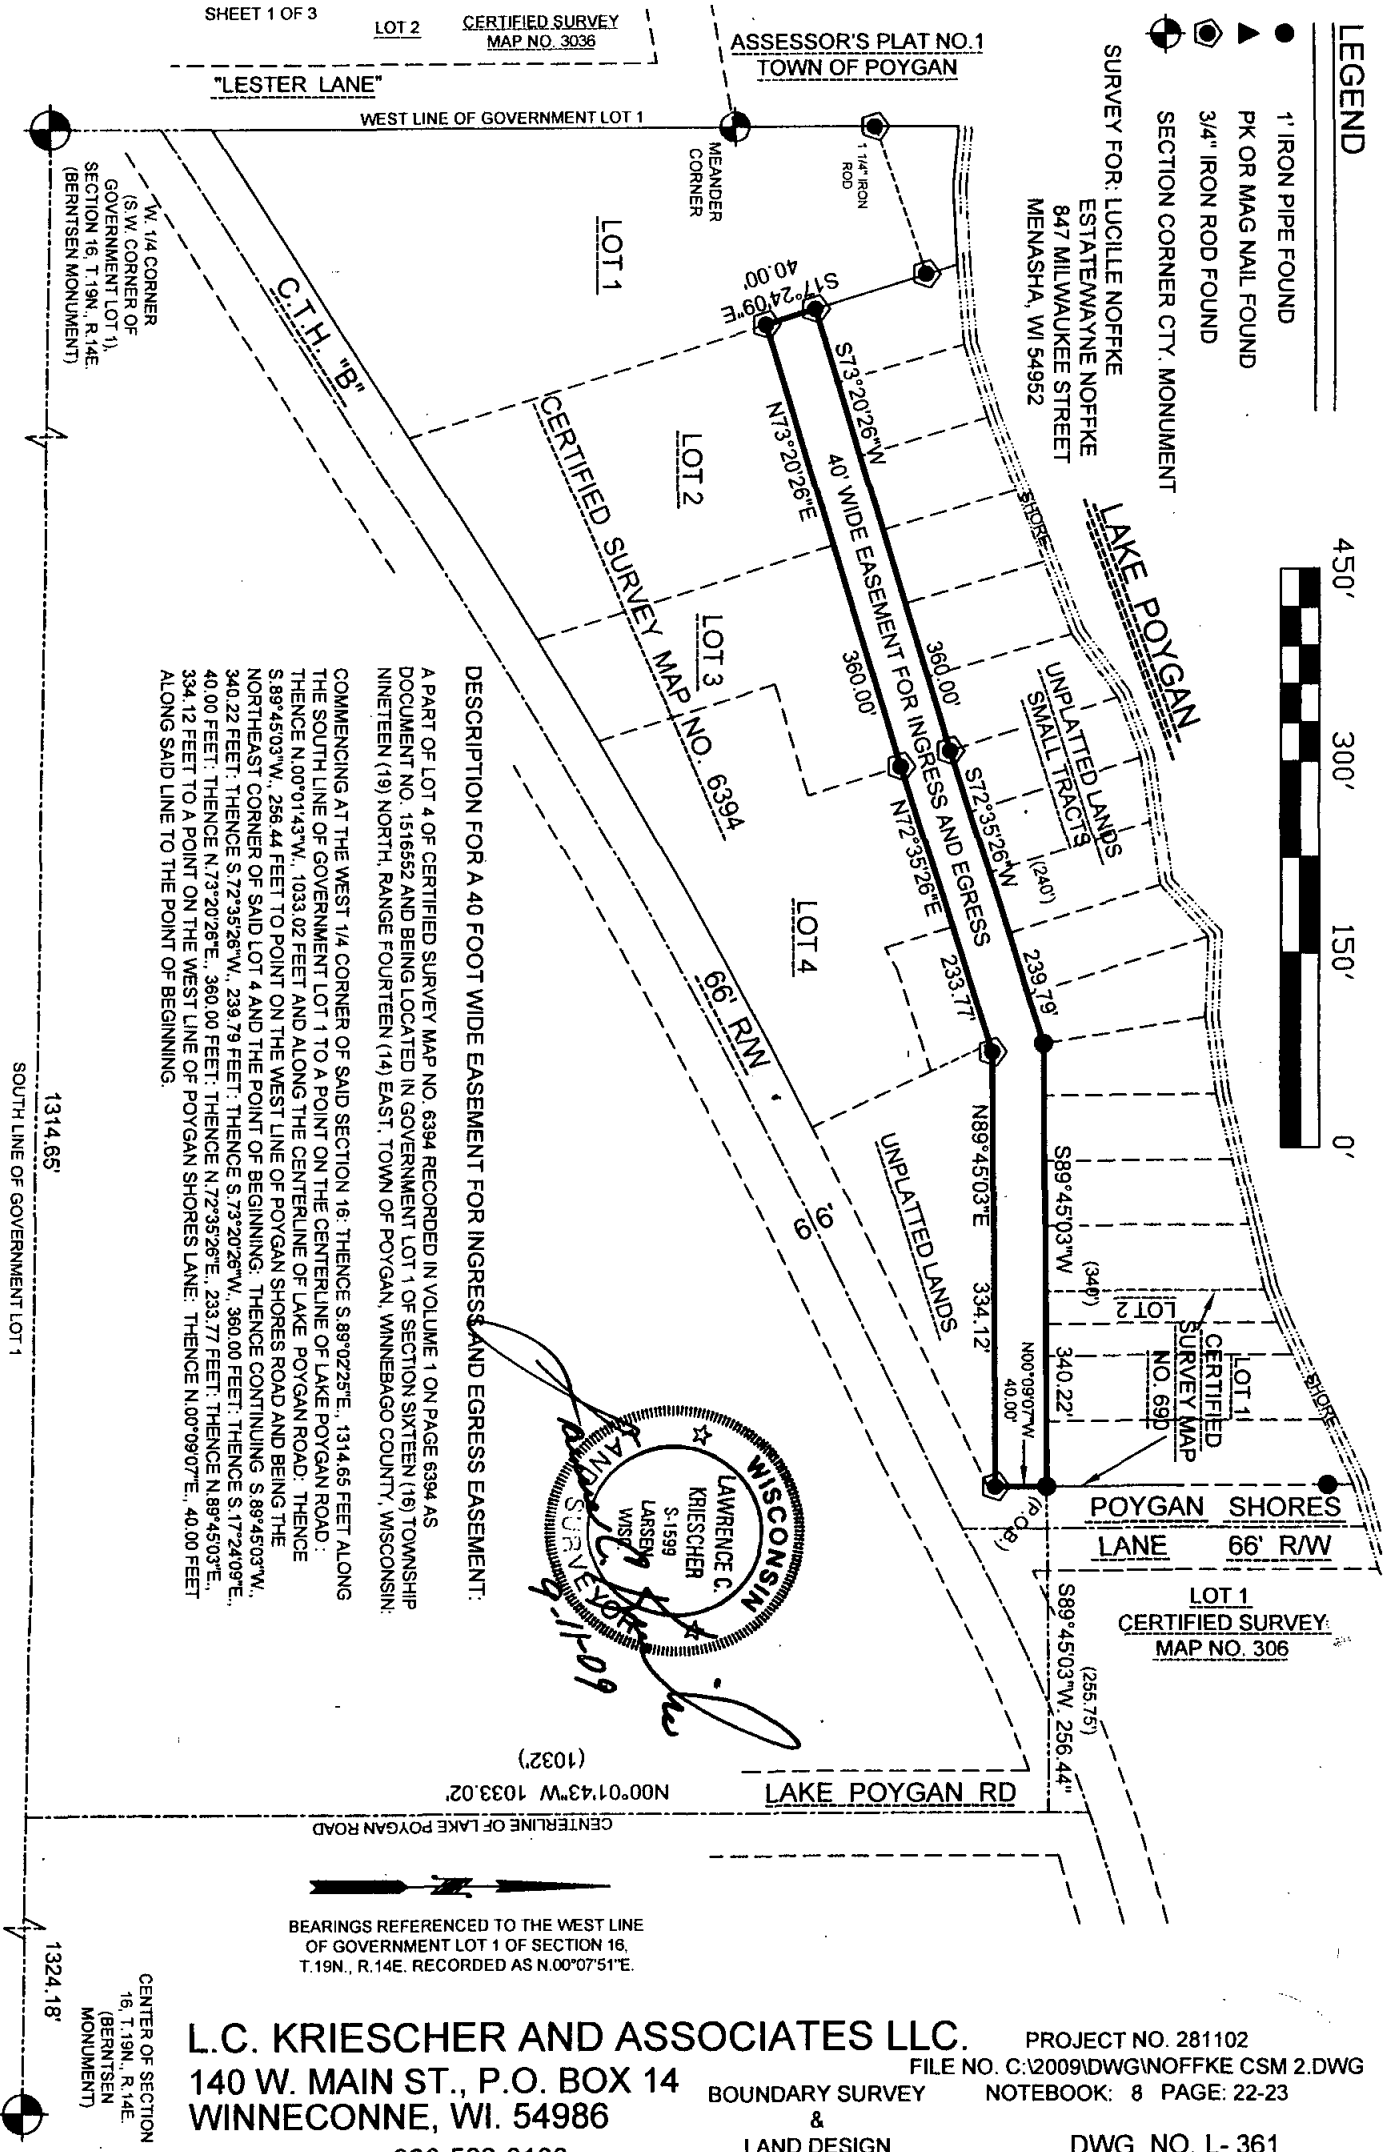 SHEET 1 OF 3
LOT 2
CERTIFIED SURVEY
MAP NO. 3036
"LESTER LANE"
ASSESSOR'S PLAT NO.1
TOWN OF POYGAN
WEST LINE OF GOVERNMENT LOT 1
LEGEND
1' IRON PIPE FOUND
PK OR MAG NAIL FOUND
3/4" IRON ROD FOUND
SECTION CORNER CTY. MONUMENT
SURVEY FOR: LUCILLE NOFFKE
ESTATE/WAYNE NOFFKE
847 MILWAUKEE STREET
MENASHA, WI 54952
450' 300' 150' 0'
LAKE POYGAN
SHORE
SHORE
UNPLATTED LANDS
SMALL TRACTS
MEANDER
CORNER
1 1/4" IRON
ROD
W. 1/4 CORNER
(S.W. CORNER OF
GOVERNMENT LOT 1),
SECTION 16, T.19N., R.14E.
(BERNTSEN MONUMENT)
C.T.H. "B"
LOT 1
LOT 2
LOT 3
LOT 4
CERTIFIED SURVEY MAP NO. 6394
S17°24'09"E
40.00'
S73°20'26"W
360.00'
N73°20'26"E
360.00'
40' WIDE EASEMENT FOR INGRESS AND EGRESS
S72°35'26"W
(240')
239.79'
N72°35'26"E
233.77'
S89°45'03"W
(340')
340.22'
N89°45'03"E
334.12'
N00°09'07"W
40.00'
(P.O.B.)
UNPLATTED LANDS
66' R/W
66'
LOT 2
LOT 1
CERTIFIED
SURVEY MAP
NO. 690
POYGAN SHORES
LANE 66' R/W
LOT 1
CERTIFIED SURVEY
MAP NO. 306
S89°45'03"W. 256.44"
(255.75')
LAKE POYGAN RD
N00°01'43"W 1033.02'
(1032')
CENTERLINE OF LAKE POYGAN ROAD
DESCRIPTION FOR A 40 FOOT WIDE EASEMENT FOR INGRESS AND EGRESS EASEMENT:
A PART OF LOT 4 OF CERTIFIED SURVEY MAP NO. 6394 RECORDED IN VOLUME 1 ON PAGE 6394 AS
DOCUMENT NO. 1516552 AND BEING LOCATED IN GOVERNMENT LOT 1 OF SECTION SIXTEEN (16) TOWNSHIP
NINETEEN (19) NORTH, RANGE FOURTEEN (14) EAST, TOWN OF POYGAN, WINNEBAGO COUNTY, WISCONSIN:
COMMENCING AT THE WEST 1/4 CORNER OF SAID SECTION 16: THENCE S.89°02'25"E., 1314.65 FEET ALONG
THE SOUTH LINE OF GOVERNMENT LOT 1 TO A POINT ON THE CENTERLINE OF LAKE POYGAN ROAD :
THENCE N.00°01'43"W., 1033.02 FEET AND ALONG THE CENTERLINE OF LAKE POYGAN ROAD: THENCE
S.89°45'03"W., 256.44 FEET TO POINT ON THE WEST LINE OF POYGAN SHORES ROAD AND BEING THE
NORTHEAST CORNER OF SAID LOT 4 AND THE POINT OF BEGINNING: THENCE CONTINUING S.89°45'03"W.,
340.22 FEET: THENCE S.72°35'26"W., 239.79 FEET: THENCE S.73°20'26"W., 360.00 FEET: THENCE S.17°24'09"E.,
40.00 FEET: THENCE N.73°20'26"E., 360.00 FEET: THENCE N.72°35'26"E., 233.77 FEET: THENCE N.89°45'03"E.,
334.12 FEET TO A POINT ON THE WEST LINE OF POYGAN SHORES LANE: THENCE N.00°09'07"E., 40.00 FEET
ALONG SAID LINE TO THE POINT OF BEGINNING.
WISCONSIN
LAWRENCE C.
KRIESCHER
S-1599
LARSEN
WISC.
LAND SURVEYOR
9-11-09
1314.65'
SOUTH LINE OF GOVERNMENT LOT 1
1324.18'
CENTER OF SECTION
16, T.19N., R.14E.
(BERNTSEN
MONUMENT)
BEARINGS REFERENCED TO THE WEST LINE
OF GOVERNMENT LOT 1 OF SECTION 16,
T.19N., R.14E. RECORDED AS N.00°07'51"E.
L.C. KRIESCHER AND ASSOCIATES LLC.
140 W. MAIN ST., P.O. BOX 14
WINNECONNE, WI. 54986
BOUNDARY SURVEY
&
LAND DESIGN
PROJECT NO. 281102
FILE NO. C:\2009\DWG\NOFFKE CSM 2.DWG
NOTEBOOK: 8 PAGE: 22-23
DWG NO. L- 361